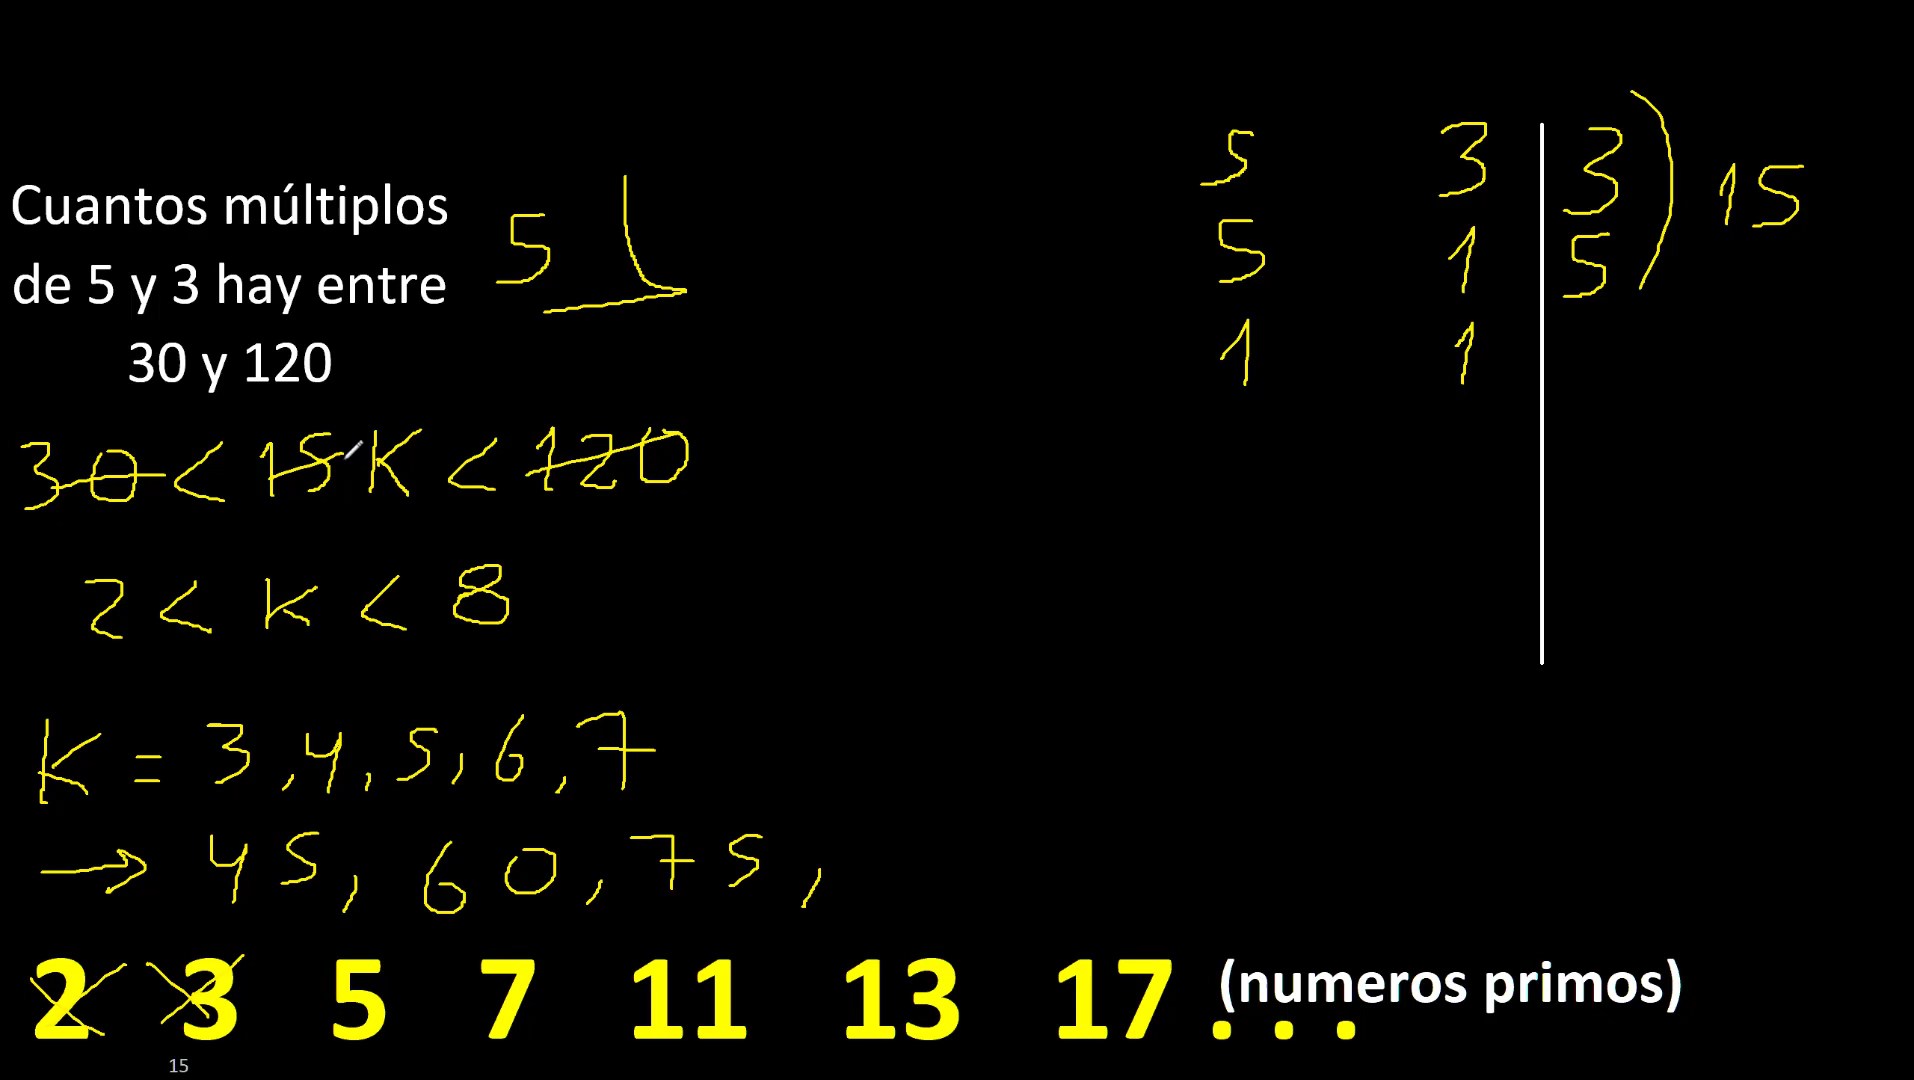 Cuantos múltiplos
de 5 y 3 hay entre
30 y 120
5
30 < 15 K < 120
2 < K < 8
K = 3, 4, 5, 6, 7
→ 45, 60, 75,
5 3 3 ) 15
5 1 5
1 1
2 3 5 7 11 13 17 . . . (numeros primos)
15